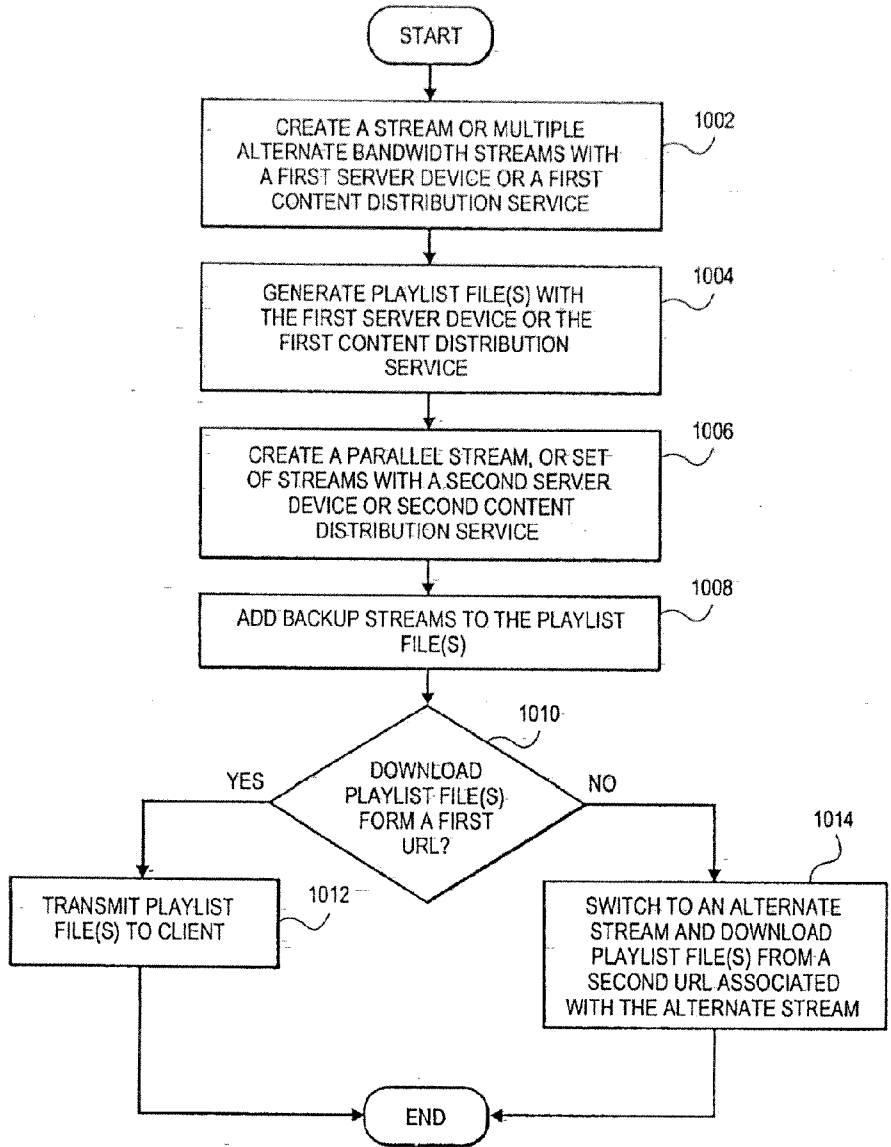 START
1002
CREATE A STREAM OR MULTIPLE
ALTERNATE BANDWIDTH STREAMS WITH
A FIRST SERVER DEVICE OR A FIRST
CONTENT DISTRIBUTION SERVICE
1004
GENERATE PLAYLIST FILE(S) WITH
THE FIRST SERVER DEVICE OR THE
FIRST CONTENT DISTRIBUTION
SERVICE
1006
CREATE A PARALLEL STREAM, OR SET
OF STREAMS WITH A SECOND SERVER
DEVICE OR SECOND CONTENT
DISTRIBUTION SERVICE
1008
ADD BACKUP STREAMS TO THE PLAYLIST
FILE(S)
1010
YES
DOWNLOAD
PLAYLIST FILE(S)
FORM A FIRST
URL?
NO
1012
TRANSMIT PLAYLIST
FILE(S) TO CLIENT
1014
SWITCH TO AN ALTERNATE
STREAM AND DOWNLOAD
PLAYLIST FILE(S) FROM A
SECOND URL ASSOCIATED
WITH THE ALTERNATE STREAM
END